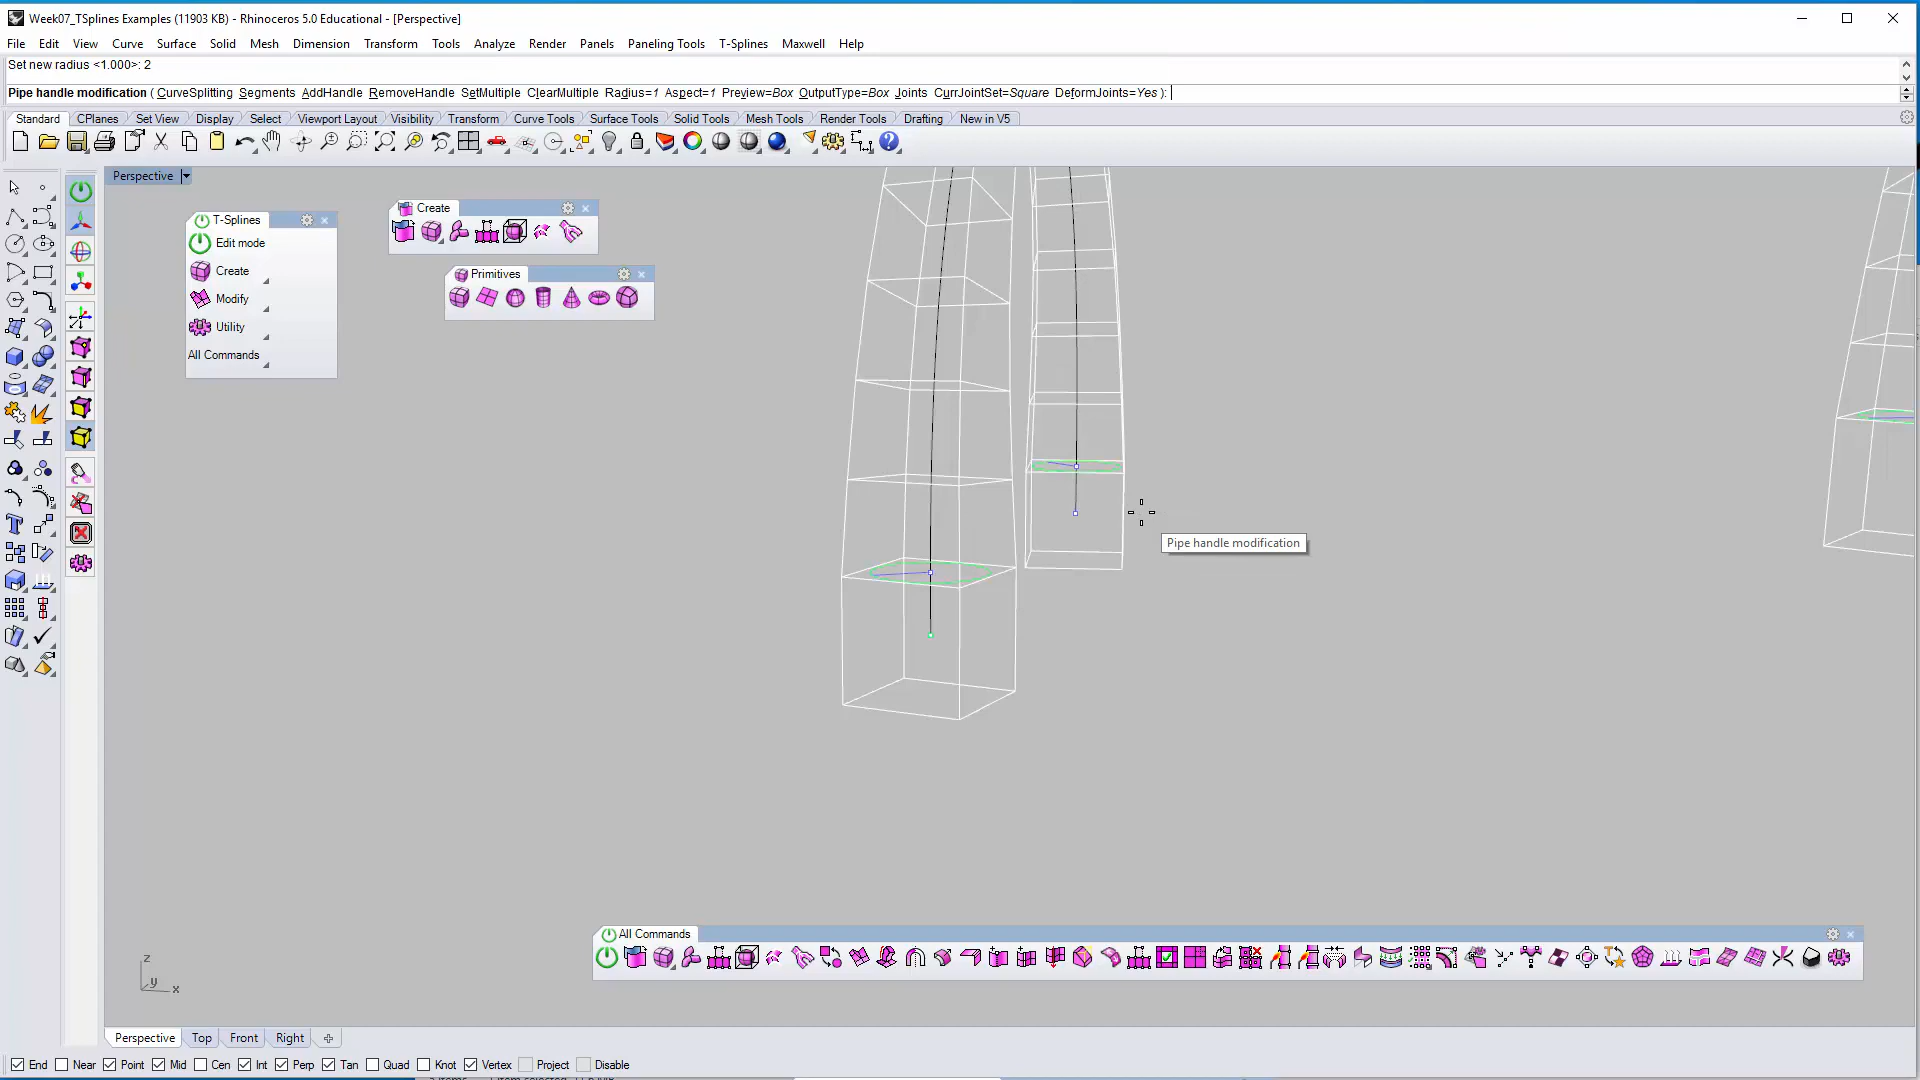 Week07_TSplines Examples (11903 KB) - Rhinoceros 5.0 Educational - [Perspective]
File Edit View Curve Surface Solid Mesh Dimension Transform Tools Analyze Render Panels Paneling Tools T-Splines Maxwell Help
Set new radius <1.000>: 2
Pipe handle modification ( CurveSplitting Segments AddHandle RemoveHandle SetMultiple ClearMultiple Radius=1 Aspect=1 Preview=Box OutputType=Box Joints CurrJointSet=Square DeformJoints=Yes ):
Standard CPlanes Set View Display Select Viewport Layout Visibility Transform Curve Tools Surface Tools Solid Tools Mesh Tools Render Tools Drafting New in V5
Perspective
T-Splines
Edit mode
Create
Modify
Utility
All Commands
Create
Primitives
Pipe handle modification
All Commands
z
y
x
Perspective Top Front Right
End Near Point Mid Cen Int Perp Tan Quad Knot Vertex Project Disable